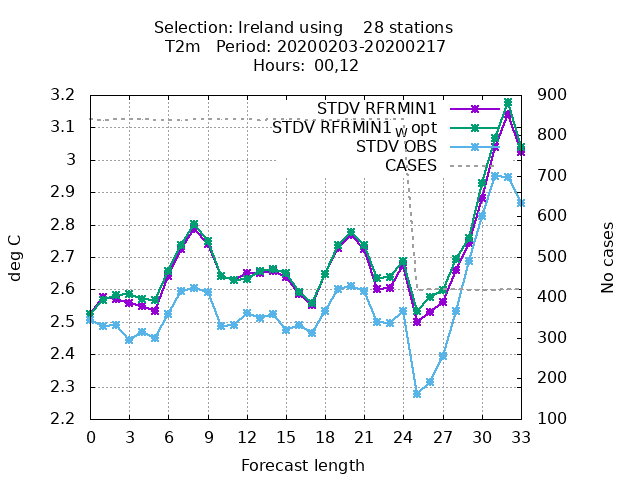 Selection: Ireland using    28 stations
T2m   Period: 20200203-20200217
Hours:  00,12
STDV RFRMIN1
STDV RFRMIN1_W opt
STDV OBS
CASES
3.2
3.1
3
2.9
2.8
2.7
2.6
2.5
2.4
2.3
2.2
900
800
700
600
500
400
300
200
100
0 3 6 9 12 15 18 21 24 27 30 33
deg C
No cases
Forecast length